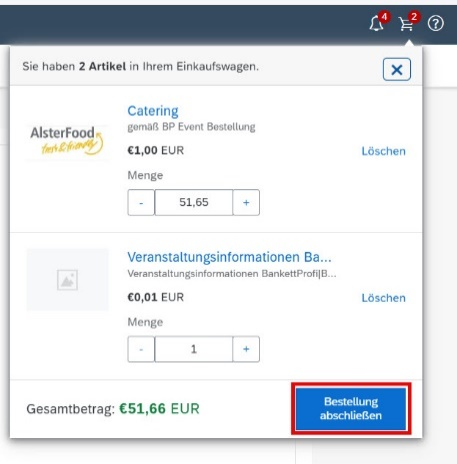 4
2
Sie haben 2 Artikel in Ihrem Einkaufswagen.
Catering
gemäß BP Event Bestellung
AlsterFood
fresh & friendly
€1,00 EUR
Löschen
Menge
- 51,65 +
Veranstaltungsinformationen Ba...
Veranstaltungsinformationen BankettProfi|B...
€0,01 EUR
Löschen
Menge
- 1 +
Gesamtbetrag: €51,66 EUR
Bestellung
abschließen